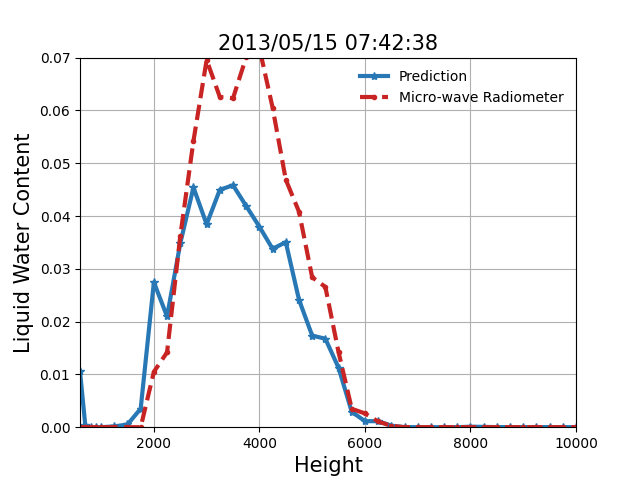 2013/05/15 07:42:38
0.07
0.06
0.05
0.04
0.03
0.02
0.01
0.00
Liquid Water Content
Prediction
Micro-wave Radiometer
2000 4000 6000 8000 10000
Height